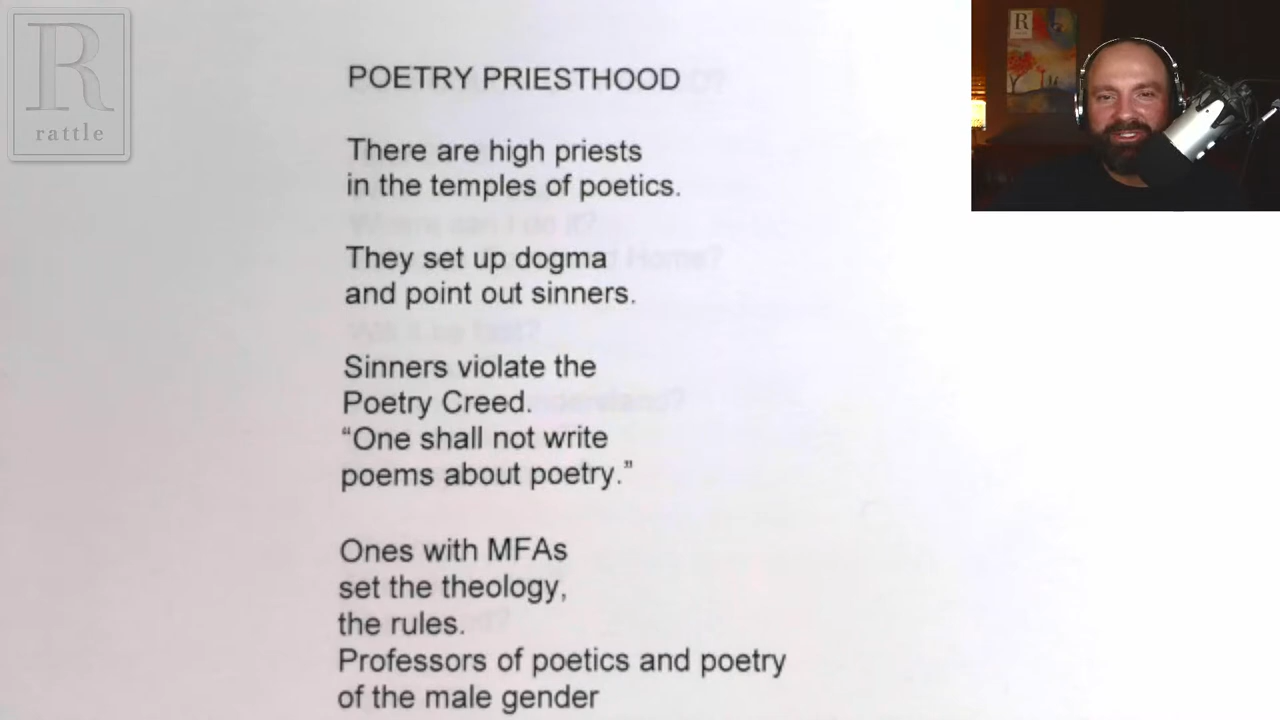 R
rattle
POETRY PRIESTHOOD
There are high priests
in the temples of poetics.
They set up dogma
and point out sinners.
Sinners violate the
Poetry Creed.
“One shall not write
poems about poetry.”
Ones with MFAs
set the theology,
the rules.
Professors of poetics and poetry
of the male gender
R